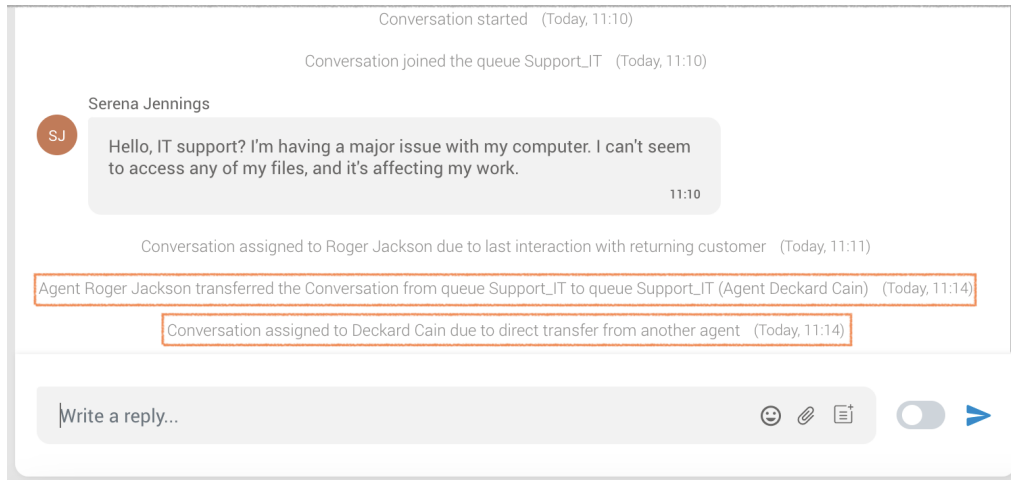 Conversation started (Today, 11:10)
Conversation joined the queue Support_IT (Today, 11:10)
Serena Jennings
SJ
Hello, IT support? I'm having a major issue with my computer. I can't seem
to access any of my files, and it's affecting my work.
11:10
Conversation assigned to Roger Jackson due to last interaction with returning customer (Today, 11:11)
Agent Roger Jackson transferred the Conversation from queue Support_IT to queue Support_IT (Agent Deckard Cain) (Today, 11:14)
Conversation assigned to Deckard Cain due to direct transfer from another agent (Today, 11:14)
Write a reply...